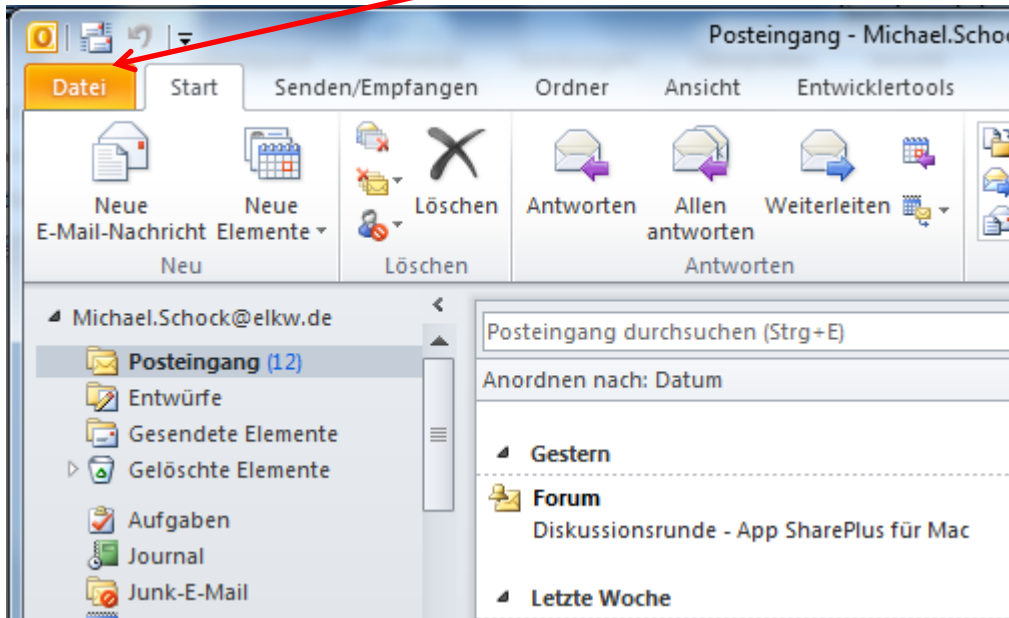 Posteingang - Michael.Schoc
Datei Start Senden/Empfangen Ordner Ansicht Entwicklertools
Neue
E-Mail-Nachricht
Neue
Elemente
Löschen
Antworten
Allen
antworten
Weiterleiten
Neu Löschen Antworten
Michael.Schock@elkw.de
Posteingang (12)
Entwürfe
Gesendete Elemente
Gelöschte Elemente
Aufgaben
Journal
Junk-E-Mail
Posteingang durchsuchen (Strg+E)
Anordnen nach: Datum
Gestern
Forum
Diskussionsrunde - App SharePlus für Mac
Letzte Woche